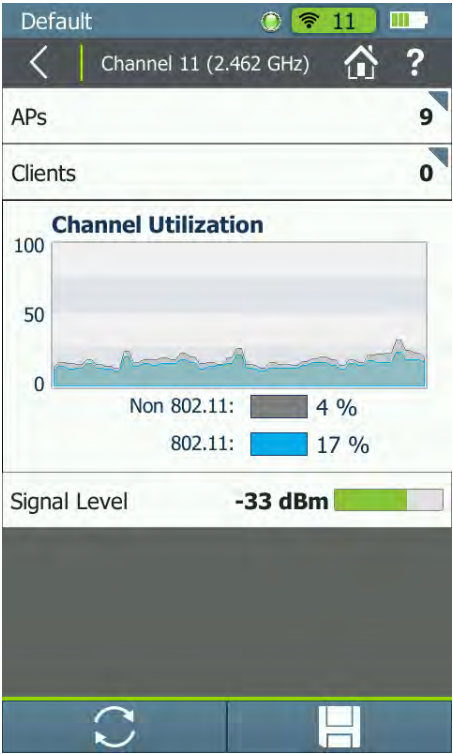 Default 11
Channel 11 (2.462 GHz) ?
APs 9
Clients 0
Channel Utilization
100
50
0
Non 802.11: 4 %
802.11: 17 %
Signal Level -33 dBm